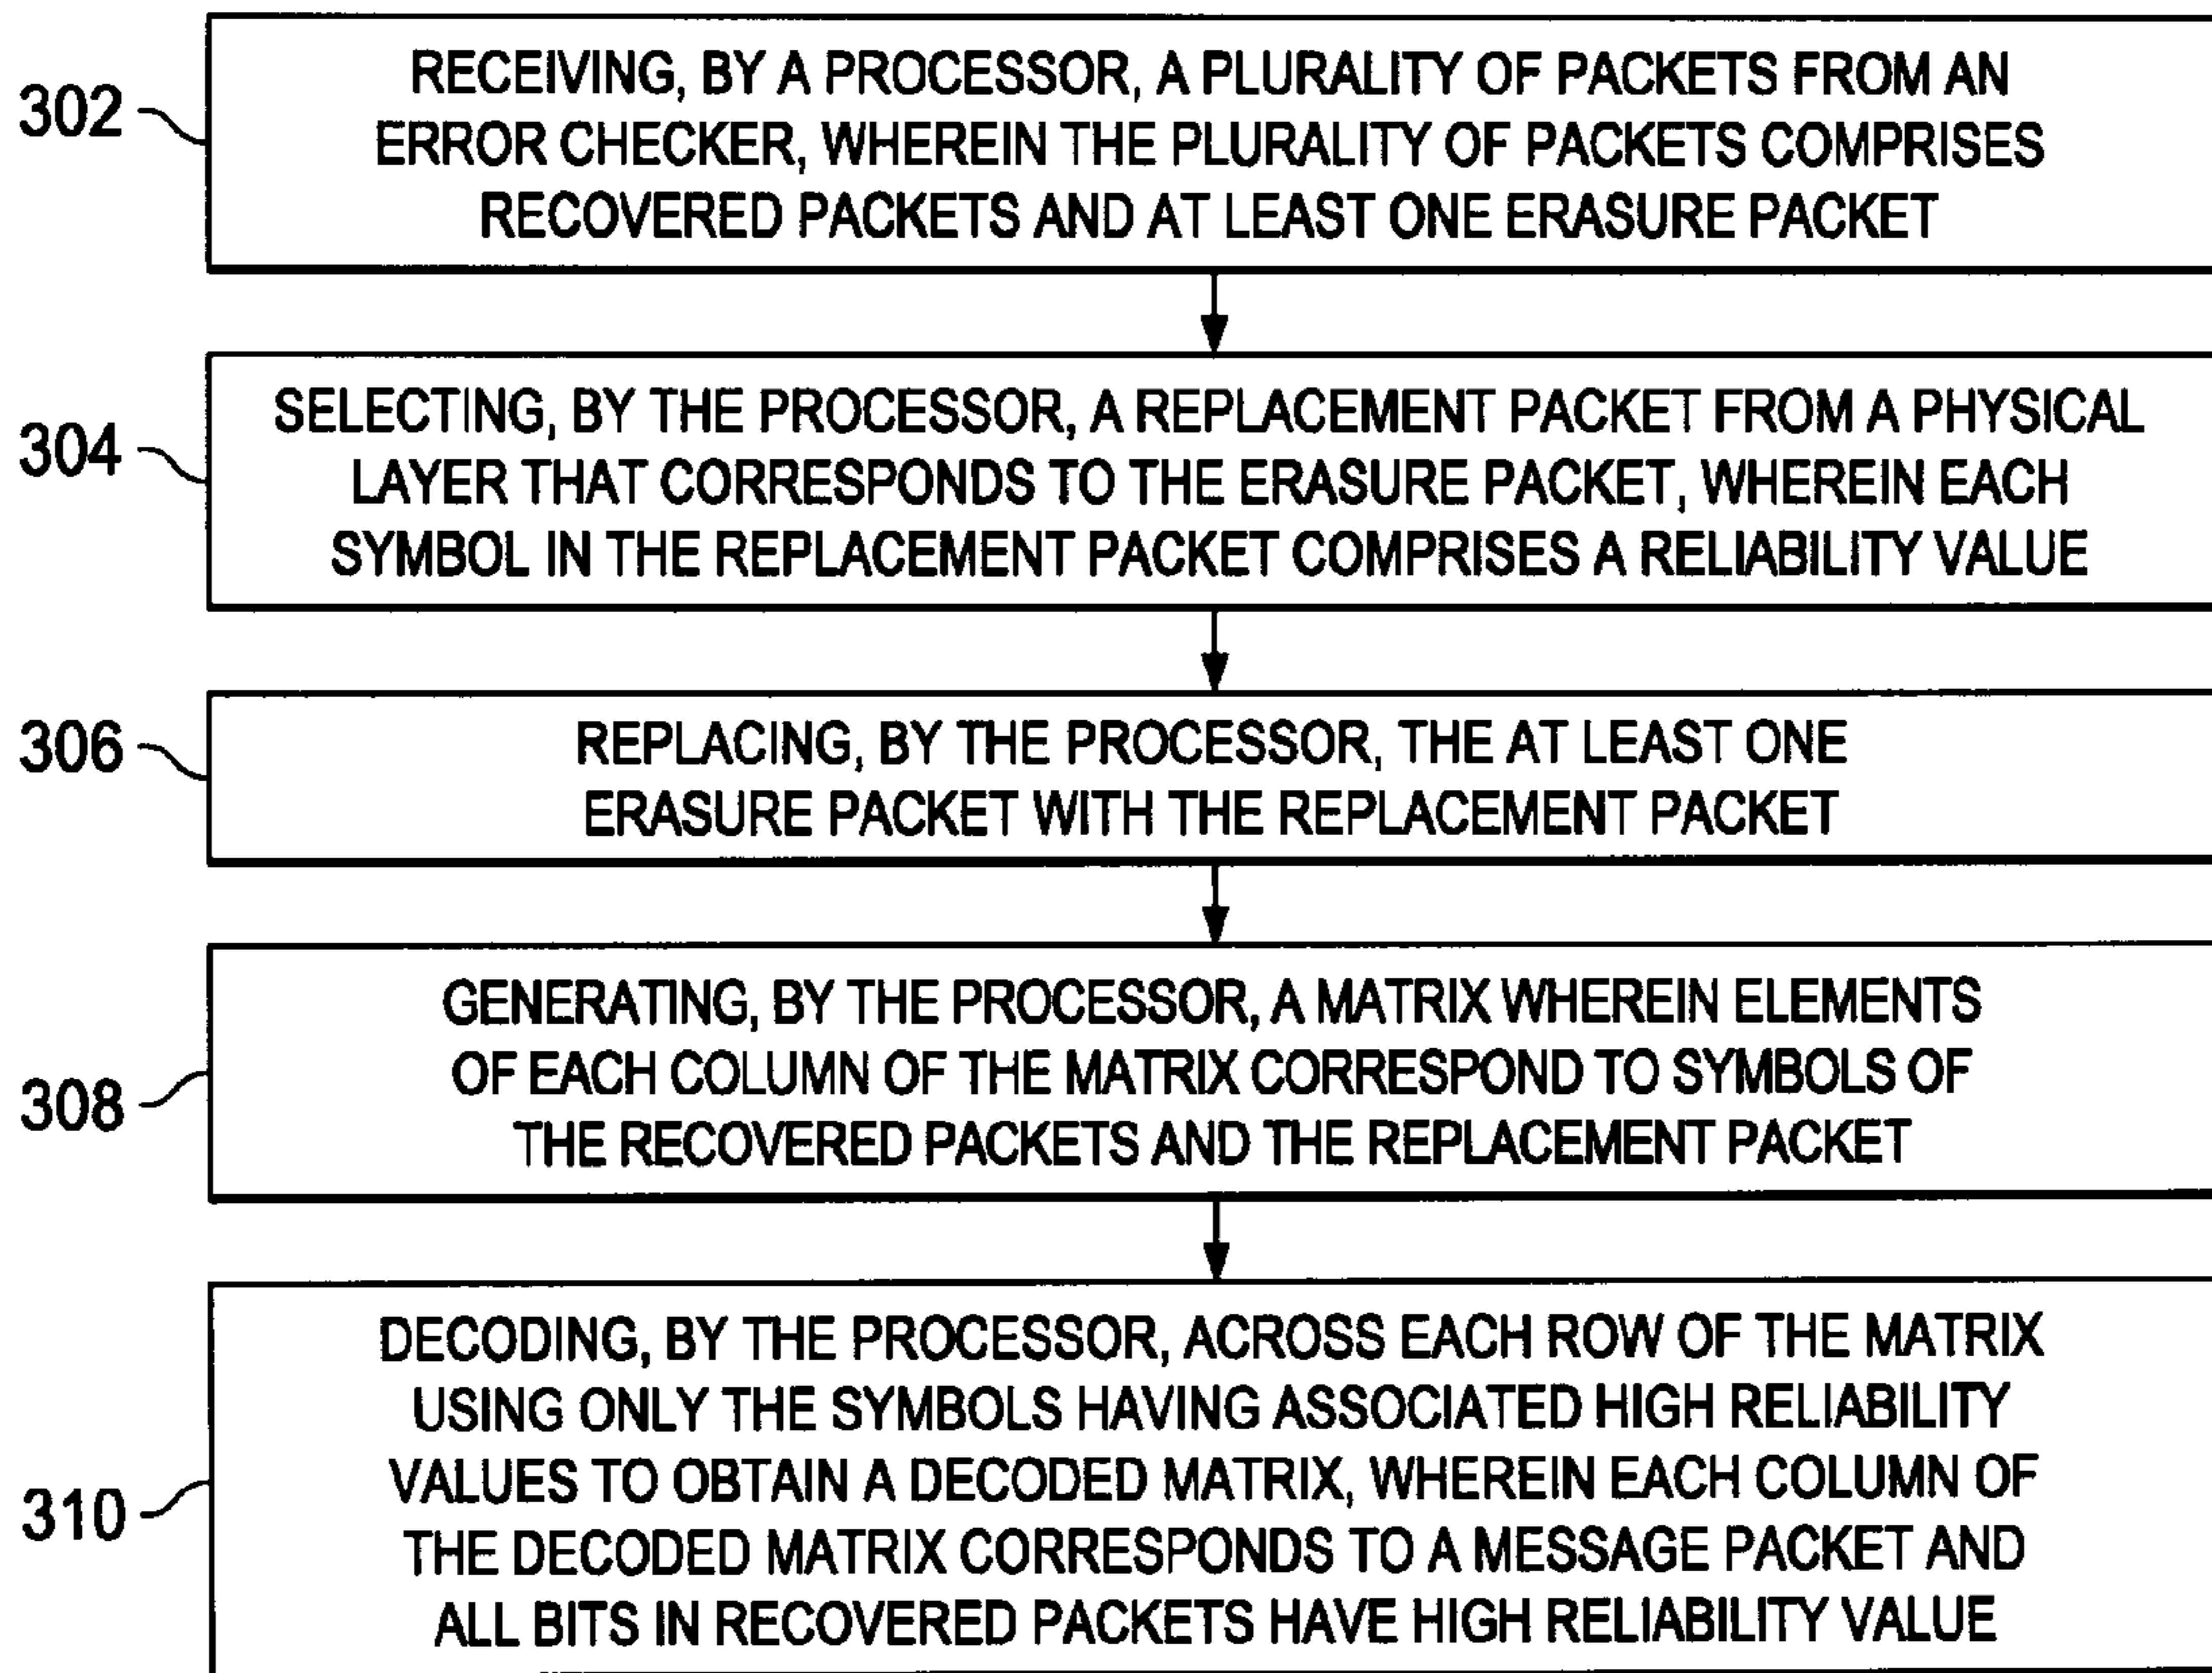 302
RECEIVING, BY A PROCESSOR, A PLURALITY OF PACKETS FROM AN
ERROR CHECKER, WHEREIN THE PLURALITY OF PACKETS COMPRISES
RECOVERED PACKETS AND AT LEAST ONE ERASURE PACKET
304
SELECTING, BY THE PROCESSOR, A REPLACEMENT PACKET FROM A PHYSICAL
LAYER THAT CORRESPONDS TO THE ERASURE PACKET, WHEREIN EACH
SYMBOL IN THE REPLACEMENT PACKET COMPRISES A RELIABILITY VALUE
306
REPLACING, BY THE PROCESSOR, THE AT LEAST ONE
ERASURE PACKET WITH THE REPLACEMENT PACKET
308
GENERATING, BY THE PROCESSOR, A MATRIX WHEREIN ELEMENTS
OF EACH COLUMN OF THE MATRIX CORRESPOND TO SYMBOLS OF
THE RECOVERED PACKETS AND THE REPLACEMENT PACKET
310
DECODING, BY THE PROCESSOR, ACROSS EACH ROW OF THE MATRIX
USING ONLY THE SYMBOLS HAVING ASSOCIATED HIGH RELIABILITY
VALUES TO OBTAIN A DECODED MATRIX, WHEREIN EACH COLUMN OF
THE DECODED MATRIX CORRESPONDS TO A MESSAGE PACKET AND
ALL BITS IN RECOVERED PACKETS HAVE HIGH RELIABILITY VALUE